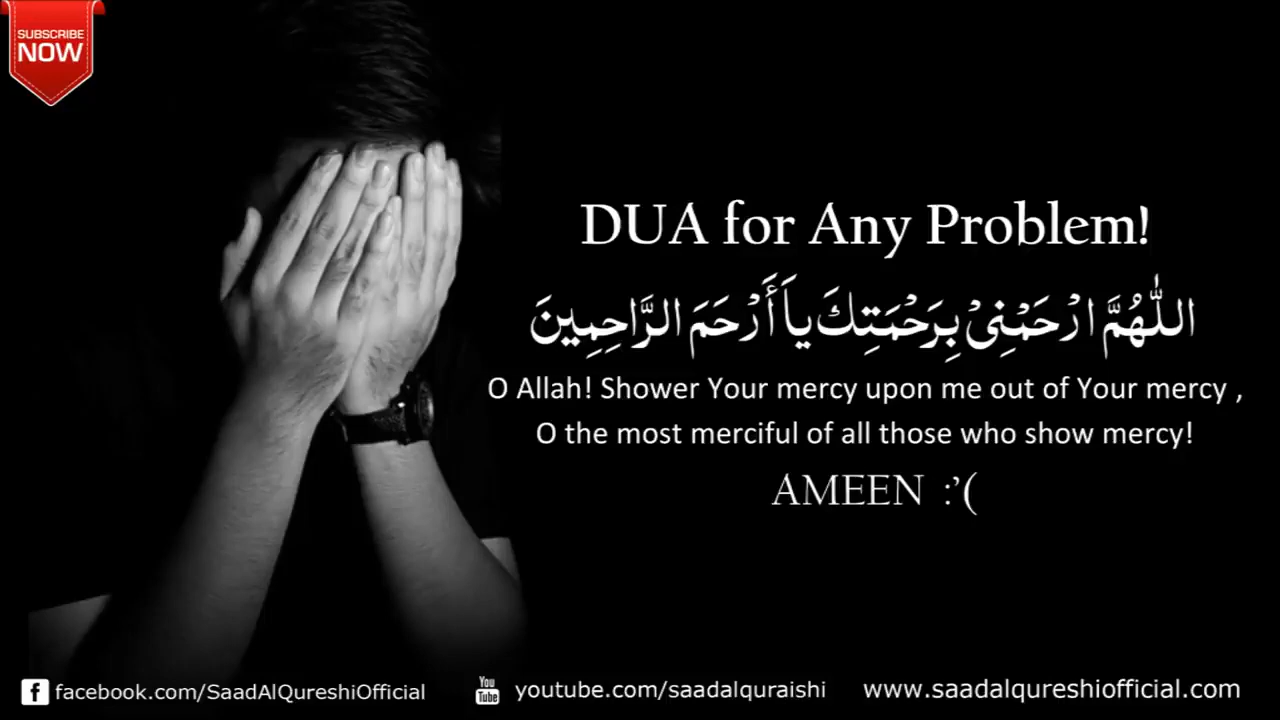 SUBSCRIBE
NOW
DUA for Any Problem!
اللّٰهُمَّ ارْحَمْنِىْ بِرَحْمَتِكَ ياَ أَرْحَمَ الرَّاحِمِينَ
O Allah! Shower Your mercy upon me out of Your mercy ,
O the most merciful of all those who show mercy!
AMEEN :'(
facebook.com/SaadAlQureshiOfficial
You
Tube
youtube.com/saadalquraishi
www.saadalqureshiofficial.com